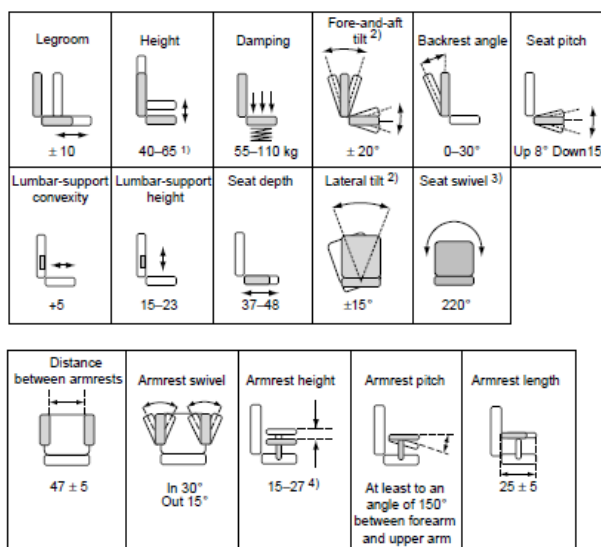 Legroom
± 10
Height
40–65 1)
Damping
55–110 kg
Fore-and-aft
tilt 2)
± 20°
Backrest angle
0–30°
Seat pitch
Up 8° Down 15
Lumbar-support
convexity
+5
Lumbar-support
height
15–23
Seat depth
37–48
Lateral tilt 2)
±15°
Seat swivel 3)
220°
Distance
between armrests
47 ± 5
Armrest swivel
In 30°
Out 15°
Armrest height
15–27 4)
Armrest pitch
At least to an
angle of 150°
between forearm
and upper arm
Armrest length
25 ± 5